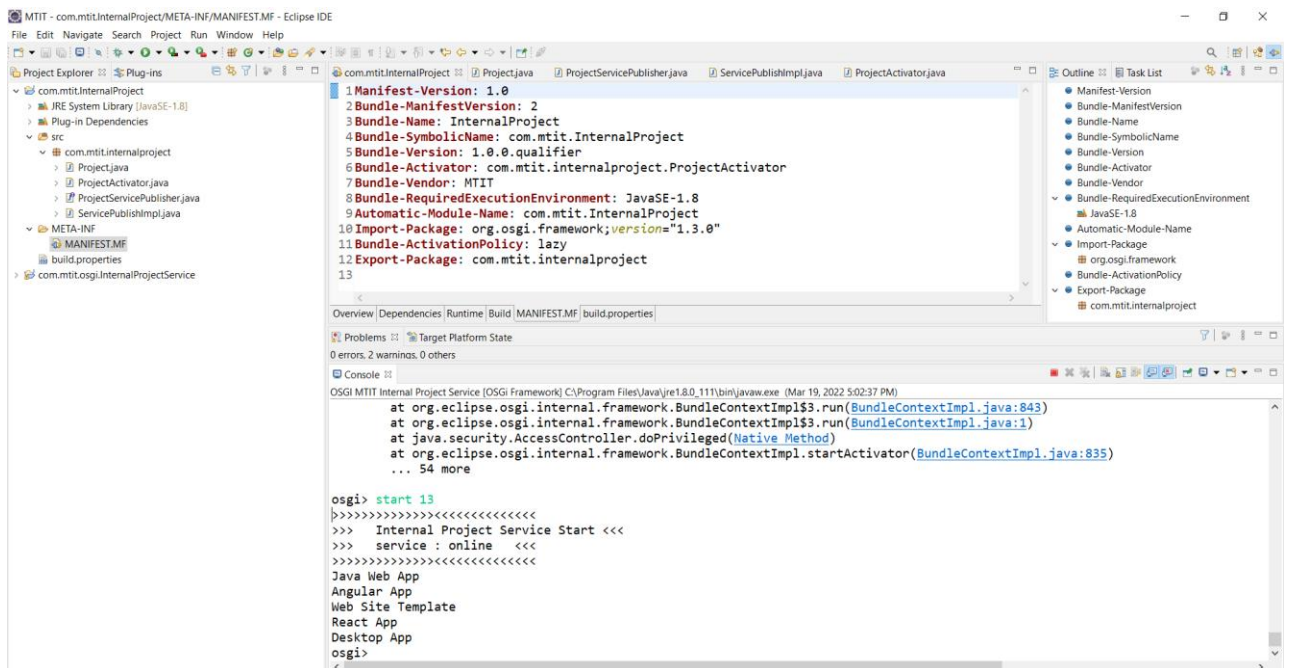 MTIT - com.mtit.InternalProject/META-INF/MANIFEST.MF - Eclipse IDE
File Edit Navigate Search Project Run Window Help
Project Explorer Plug-ins
com.mtit.InternalProject
JRE System Library [JavaSE-1.8]
Plug-in Dependencies
src
com.mtit.internalproject
Project.java
ProjectActivator.java
ProjectServicePublisher.java
ServicePublishImpl.java
META-INF
MANIFEST.MF
build.properties
com.mtit.osgi.InternalProjectService
com.mtit.InternalProject Project.java ProjectServicePublisher.java ServicePublishImpl.java ProjectActivator.java
1 Manifest-Version: 1.0
2 Bundle-ManifestVersion: 2
3 Bundle-Name: InternalProject
4 Bundle-SymbolicName: com.mtit.InternalProject
5 Bundle-Version: 1.0.0.qualifier
6 Bundle-Activator: com.mtit.internalproject.ProjectActivator
7 Bundle-Vendor: MTIT
8 Bundle-RequiredExecutionEnvironment: JavaSE-1.8
9 Automatic-Module-Name: com.mtit.InternalProject
10 Import-Package: org.osgi.framework;version="1.3.0"
11 Bundle-ActivationPolicy: lazy
12 Export-Package: com.mtit.internalproject
13
Overview Dependencies Runtime Build MANIFEST.MF build.properties
Outline Task List
Manifest-Version
Bundle-ManifestVersion
Bundle-Name
Bundle-SymbolicName
Bundle-Version
Bundle-Activator
Bundle-Vendor
Bundle-RequiredExecutionEnvironment
JavaSE-1.8
Automatic-Module-Name
Import-Package
org.osgi.framework
Bundle-ActivationPolicy
Export-Package
com.mtit.internalproject
Problems Target Platform State
0 errors, 2 warnings, 0 others
Console
OSGI MTIT Internal Project Service [OSGi Framework] C:\Program Files\Java\jre1.8.0_111\bin\javaw.exe (Mar 19, 2022 5:02:37 PM)
at org.eclipse.osgi.internal.framework.BundleContextImpl$3.run(BundleContextImpl.java:843)
at org.eclipse.osgi.internal.framework.BundleContextImpl$3.run(BundleContextImpl.java:1)
at java.security.AccessController.doPrivileged(Native Method)
at org.eclipse.osgi.internal.framework.BundleContextImpl.startActivator(BundleContextImpl.java:835)
... 54 more
osgi> start 13
>>>>>>>>>>>>><<<<<<<<<<<<<
>>> Internal Project Service Start <<<
>>> service : online <<<
>>>>>>>>>>>>><<<<<<<<<<<<<
Java Web App
Angular App
Web Site Template
React App
Desktop App
osgi>